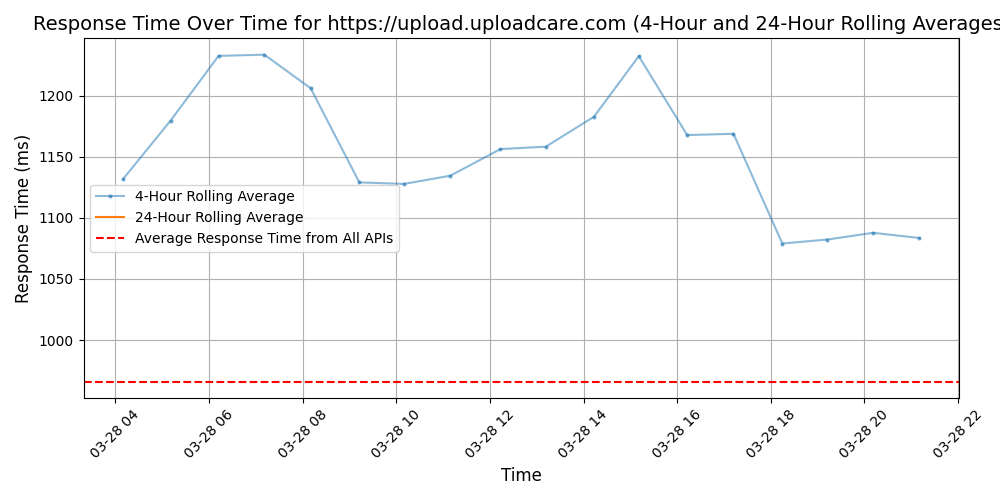 Response Time Over Time for https://upload.uploadcare.com (4-Hour and 24-Hour Rolling Averages
Response Time (ms)
1200
1150
1100
1050
1000
4-Hour Rolling Average
24-Hour Rolling Average
Average Response Time from All APIs
03-28 04
03-28 06
03-28 08
03-28 10
03-28 12
03-28 14
03-28 16
03-28 18
03-28 20
03-28 22
Time